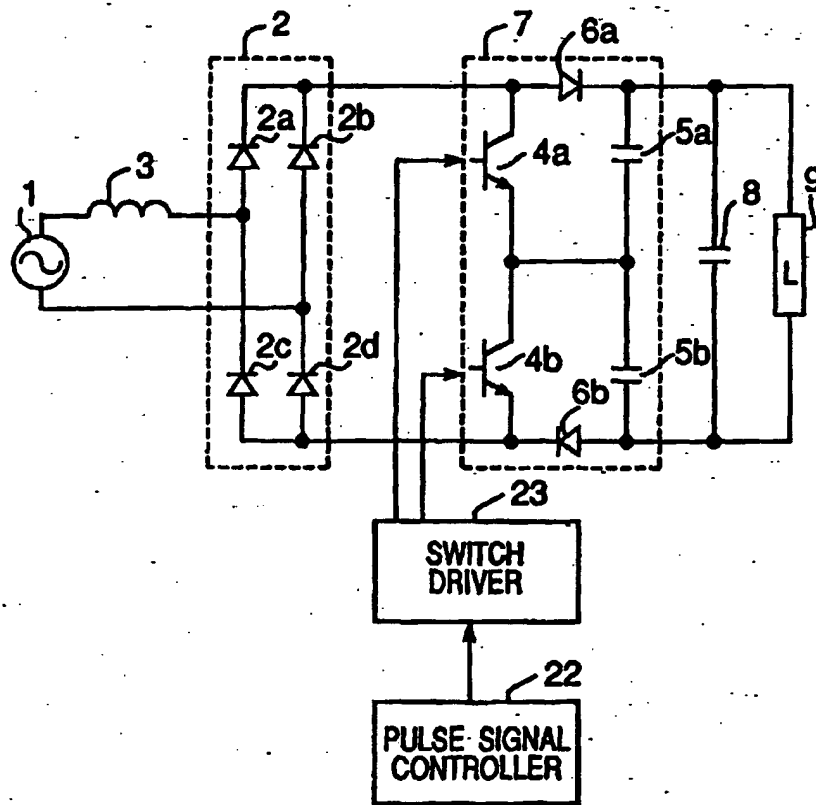 2
7
6a
2a
2b
1
3
4a
5a
8
9
L
2c
2d
4b
5b
6b
23
SWITCH
DRIVER
22
PULSE SIGNAL
CONTROLLER